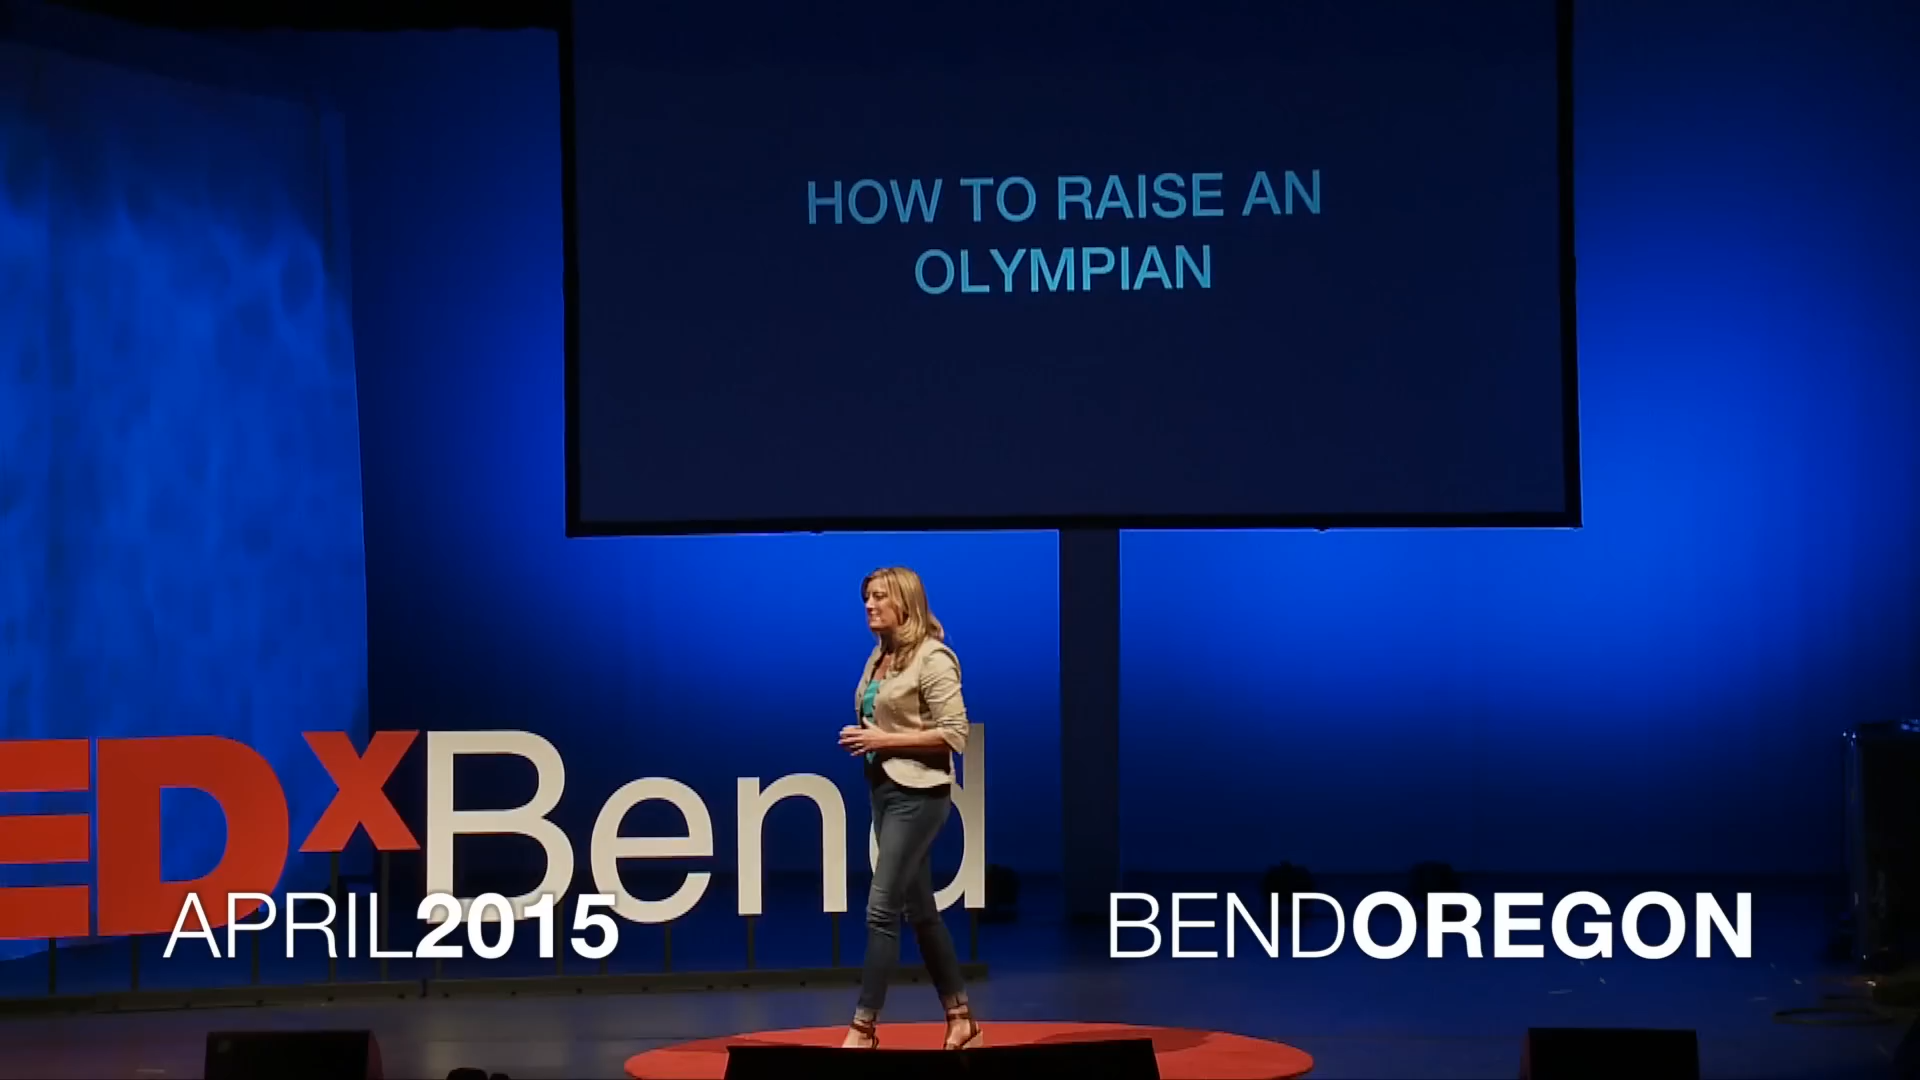 HOW TO RAISE AN
OLYMPIAN
EDxBend
APRIL2015
BENDOREGON